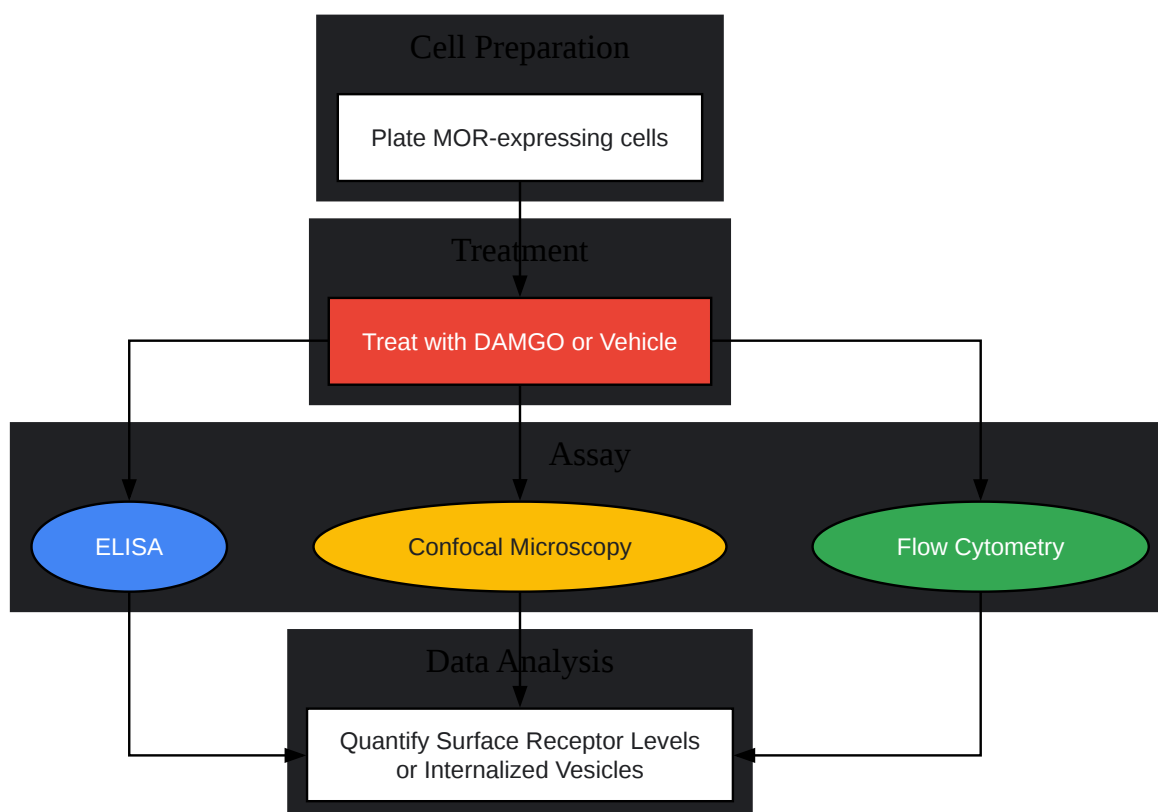 Cell Preparation
Plate MOR-expressing cells
Treatment
Treat with DAMGO or Vehicle
Assay
ELISA
Confocal Microscopy
Flow Cytometry
Data Analysis
Quantify Surface Receptor Levels
or Internalized Vesicles